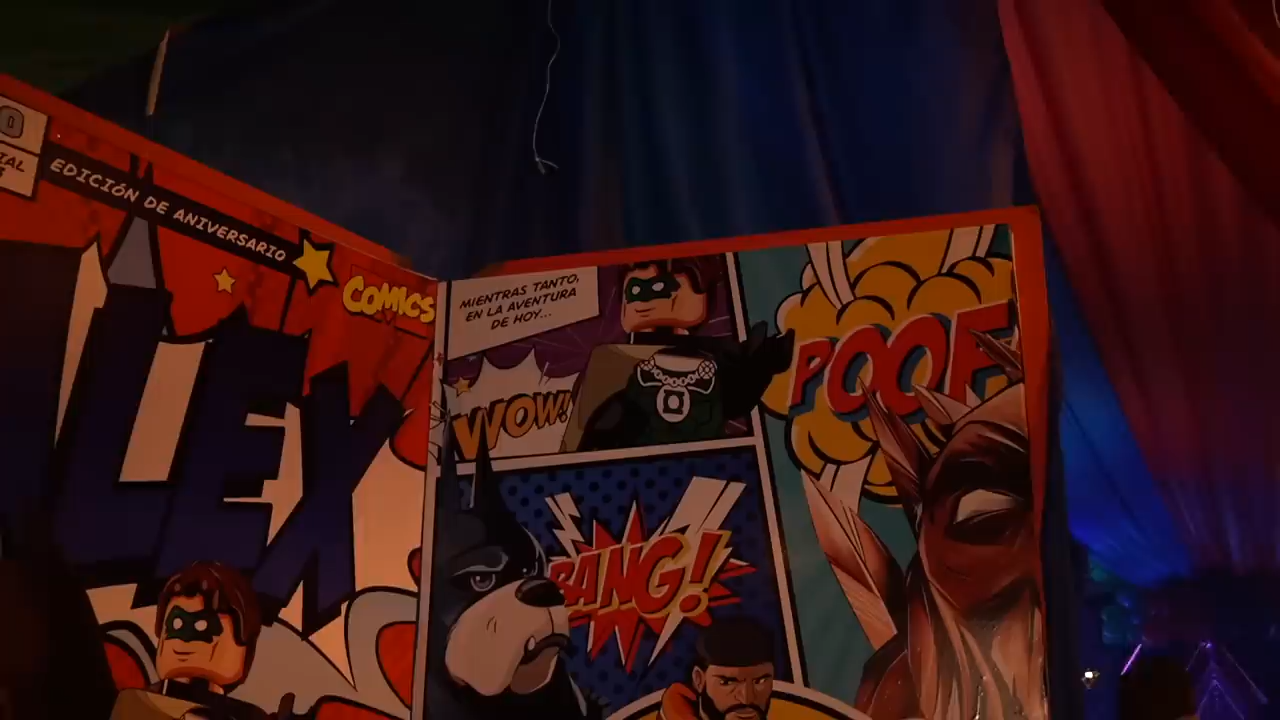 EDICIÓN DE ANIVERSARIO
COMICS
LEX
MIENTRAS TANTO,
EN LA AVENTURA
DE HOY...
WOW!
POOF
BANG!